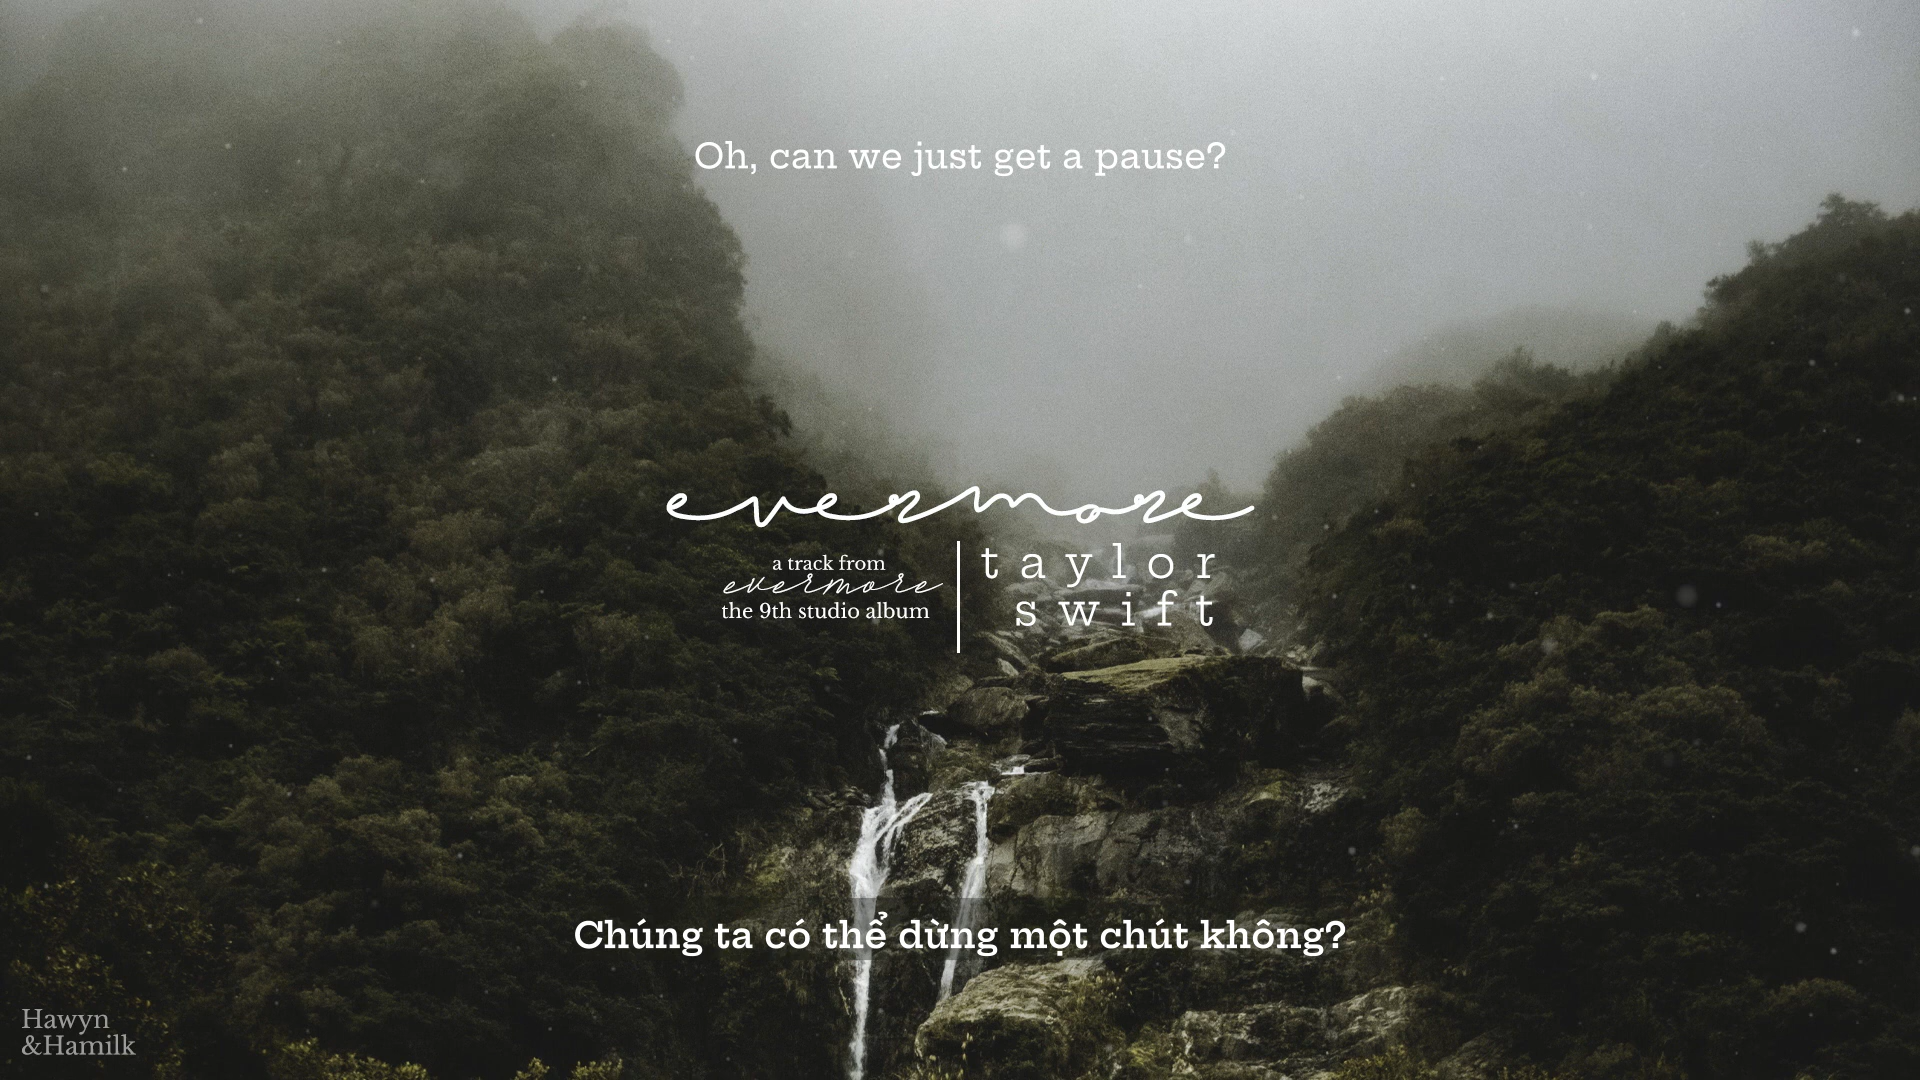 Oh, can we just get a pause?
evermore
a track from
evermore
the 9th studio album
taylor
swift
Chúng ta có thể dừng một chút không?
Hawyn
&Hamilk